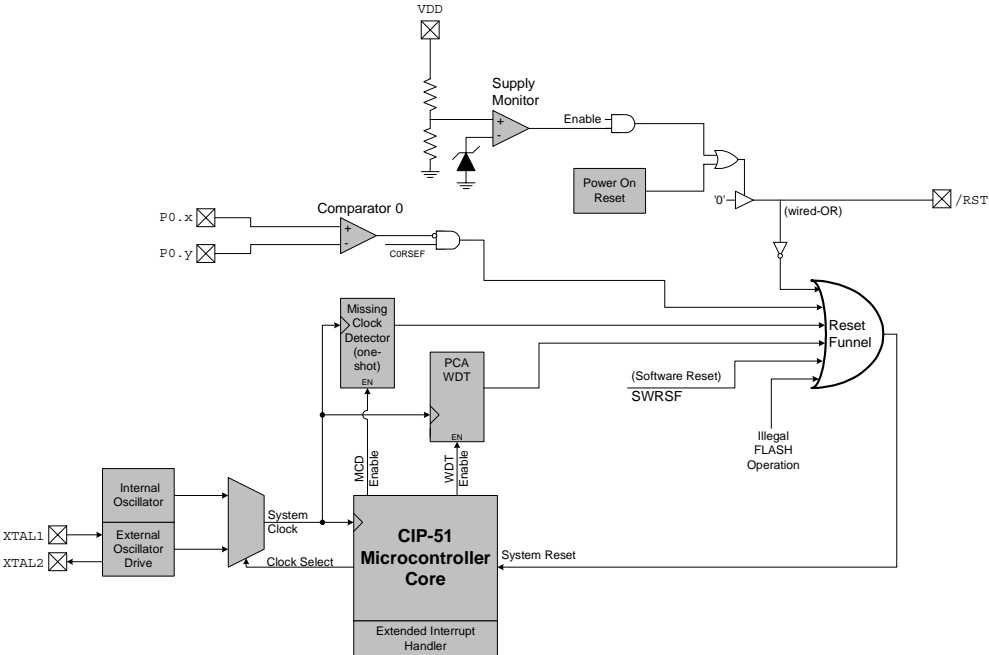 VDD
Supply
Monitor
+
-
Enable
Power On
Reset
'0'
/RST
(wired-OR)
P0.x
P0.y
Comparator 0
+
-
C0RSEF
Missing
Clock
Detector
(one-
shot)
EN
PCA
WDT
EN
Reset
Funnel
(Software Reset)
SWRSF
Illegal
FLASH
Operation
MCD
Enable
WDT
Enable
Internal
Oscillator
External
Oscillator
Drive
XTAL1
XTAL2
System
Clock
Clock Select
CIP-51
Microcontroller
Core
System Reset
Extended Interrupt
Handler